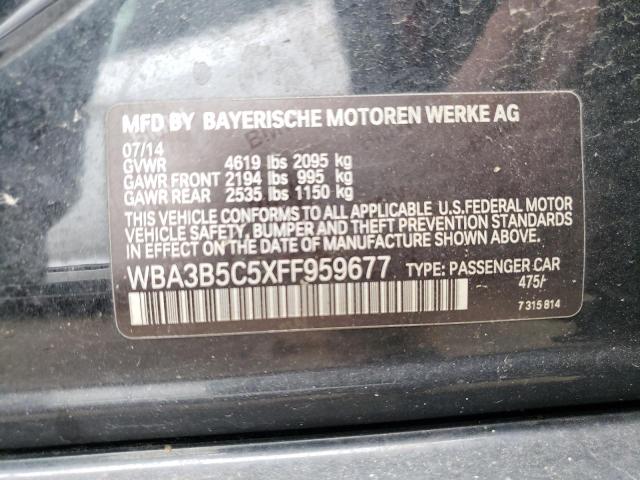 MFD BY BAYERISCHE MOTOREN WERKE AG
07/14
GVWR 4619 lbs 2095 kg
GAWR FRONT 2194 lbs 995 kg
GAWR REAR 2535 lbs 1150 kg
THIS VEHICLE CONFORMS TO ALL APPLICABLE U.S.FEDERAL MOTOR
VEHICLE SAFETY, BUMPER AND THEFT PREVENTION STANDARDS
IN EFFECT ON THE DATE OF MANUFACTURE SHOWN ABOVE.
WBA3B5C5XFF959677 TYPE: PASSENGER CAR
475/-
7 315 814